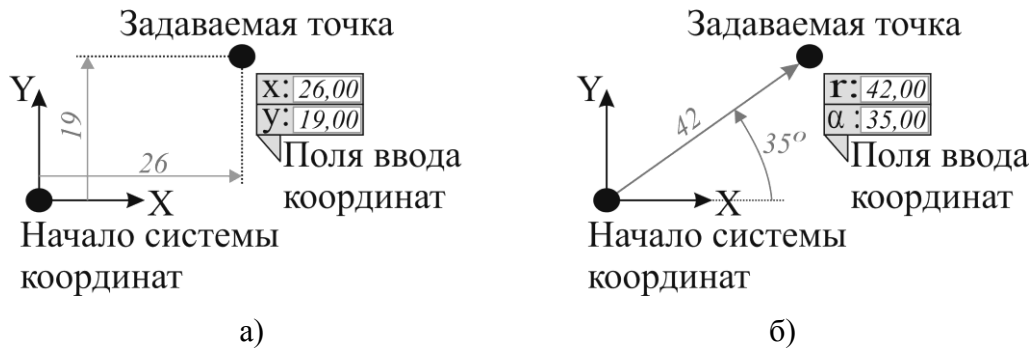 Задаваемая точка
Y
19
26
X
x: 26,00
y: 19,00
Поля ввода
координат
Начало системы
координат
а)
Задаваемая точка
Y
42
35º
X
r: 42,00
α: 35,00
Поля ввода
координат
Начало системы
координат
б)